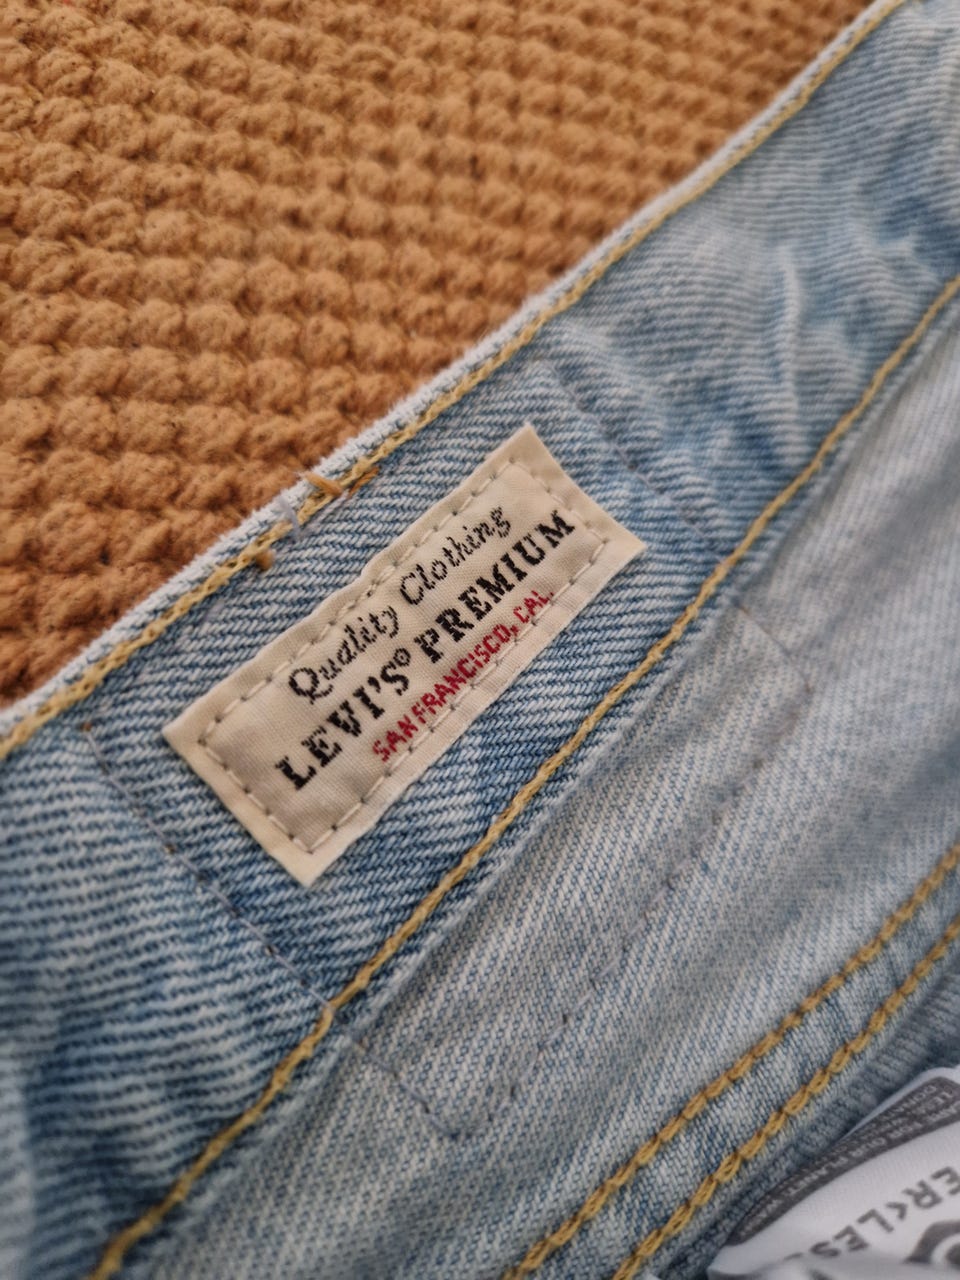 Quality Clothing
LEVI'S® PREMIUM
SAN FRANCISCO, CAL.